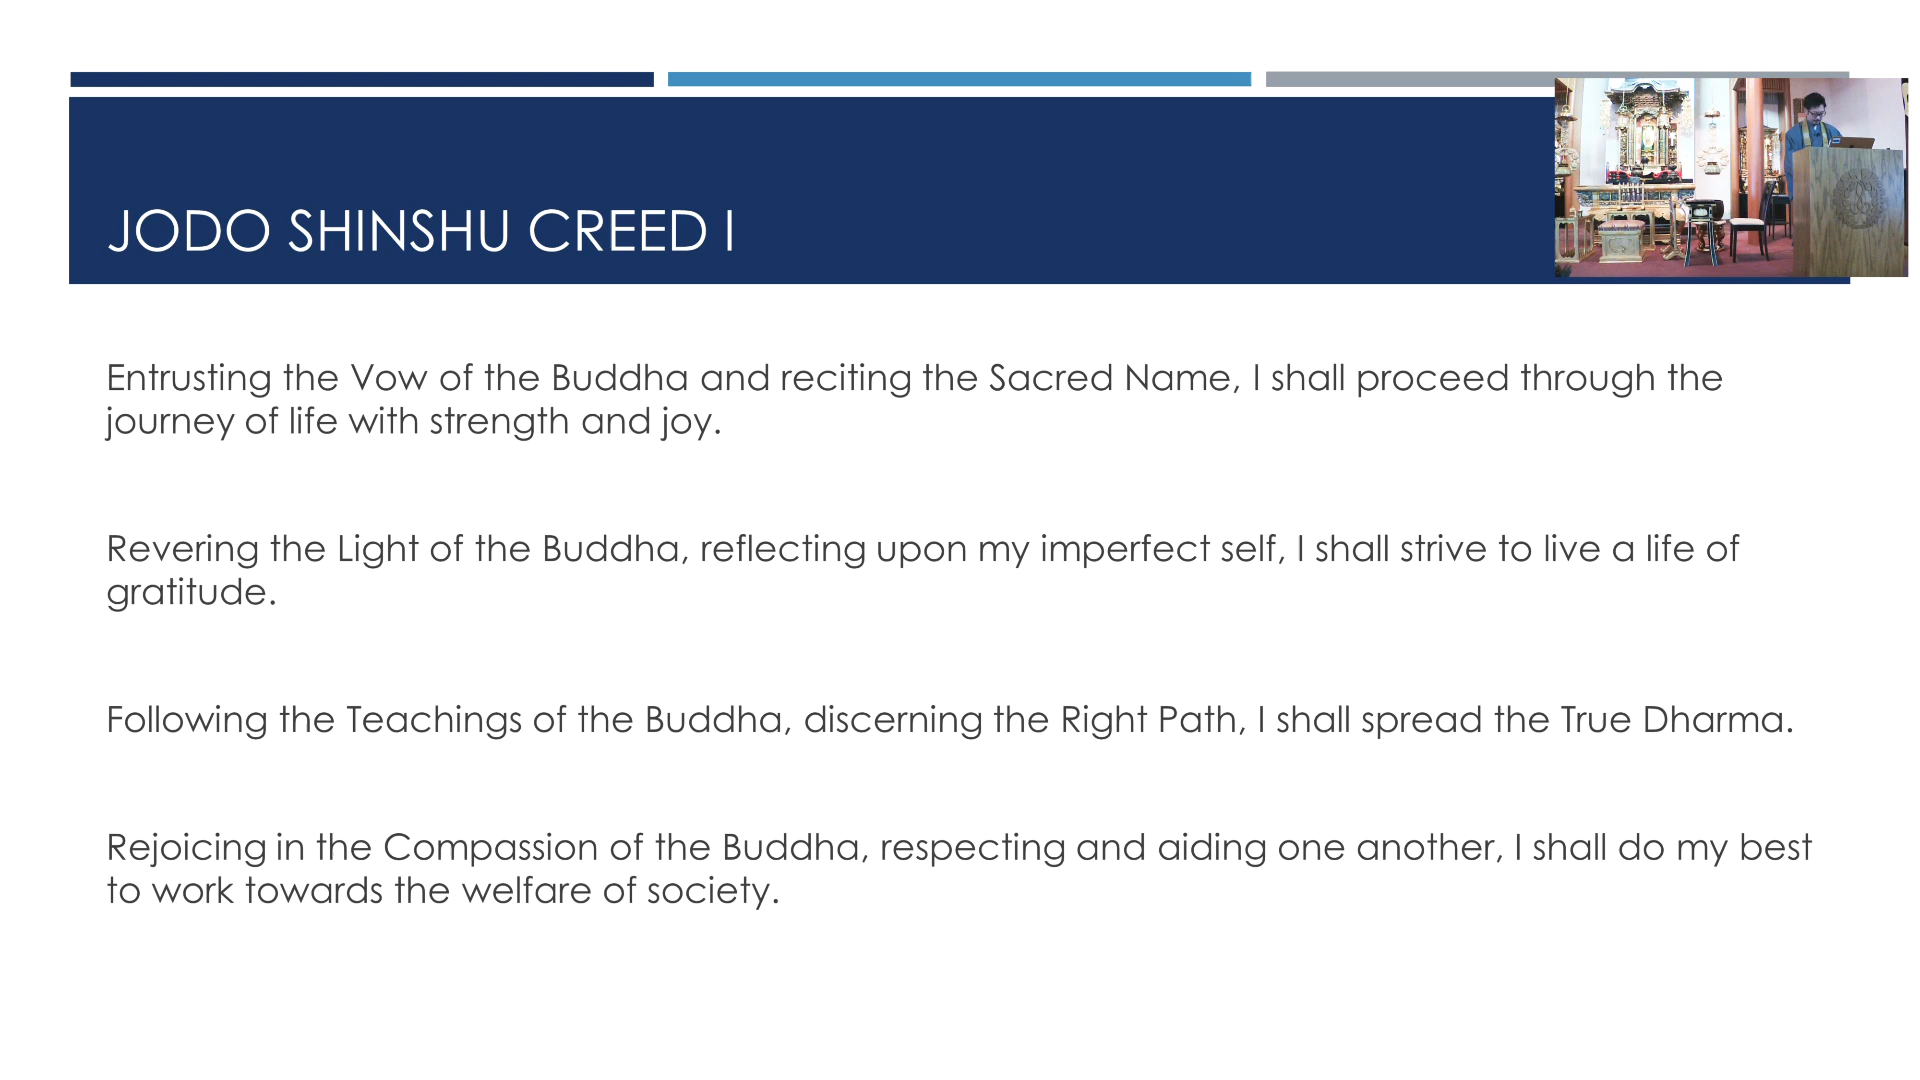 JODO SHINSHU CREED I
Entrusting the Vow of the Buddha and reciting the Sacred Name, I shall proceed through the
journey of life with strength and joy.
Revering the Light of the Buddha, reflecting upon my imperfect self, I shall strive to live a life of
gratitude.
Following the Teachings of the Buddha, discerning the Right Path, I shall spread the True Dharma.
Rejoicing in the Compassion of the Buddha, respecting and aiding one another, I shall do my best
to work towards the welfare of society.